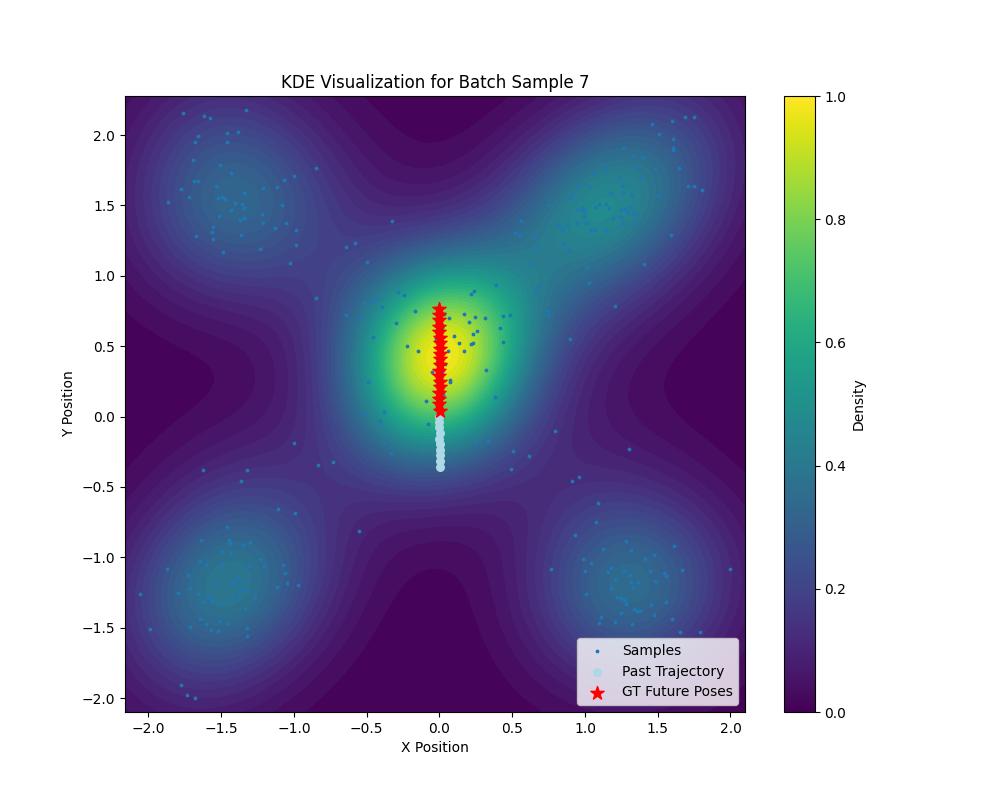 KDE Visualization for Batch Sample 7
2.0
1.5
1.0
0.5
0.0
−0.5
−1.0
−1.5
−2.0
Y Position
−2.0 −1.5 −1.0 −0.5 0.0 0.5 1.0 1.5 2.0
X Position
Samples
Past Trajectory
GT Future Poses
1.0
0.8
0.6
0.4
0.2
0.0
Density